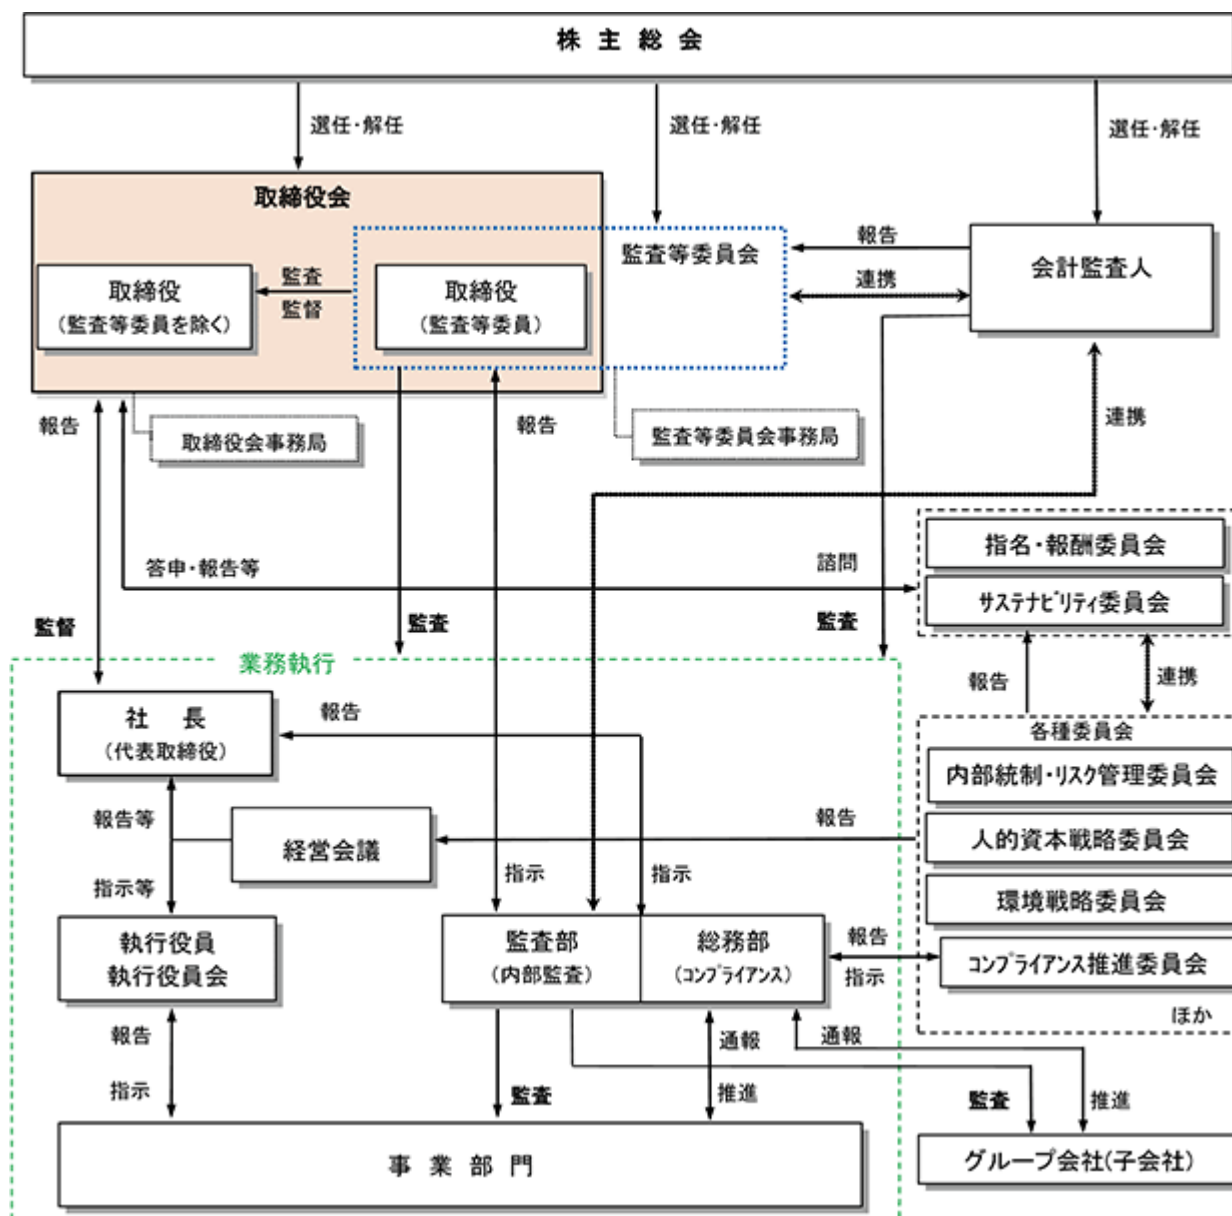 株主総会
選任・解任
選任・解任
選任・解任
取締役会
監査等委員会
報告
会計監査人
取締役
(監査等委員を除く)
監査
監督
取締役
(監査等委員)
連携
報告
取締役会事務局
報告
監査等委員会事務局
連携
答申・報告等
諮問
指名・報酬委員会
サステナビリティ委員会
監督
監査
監査
業務執行
報告
連携
社長
(代表取締役)
報告
各種委員会
内部統制・リスク管理委員会
報告等
経営会議
報告
人的資本戦略委員会
指示等
指示
指示
環境戦略委員会
執行役員
執行役員会
監査部
(内部監査)
総務部
(コンプライアンス)
報告
指示
コンプライアンス推進委員会
ほか
報告
指示
監査
通報
推進
通報
監査
推進
事業部門
グループ会社(子会社)